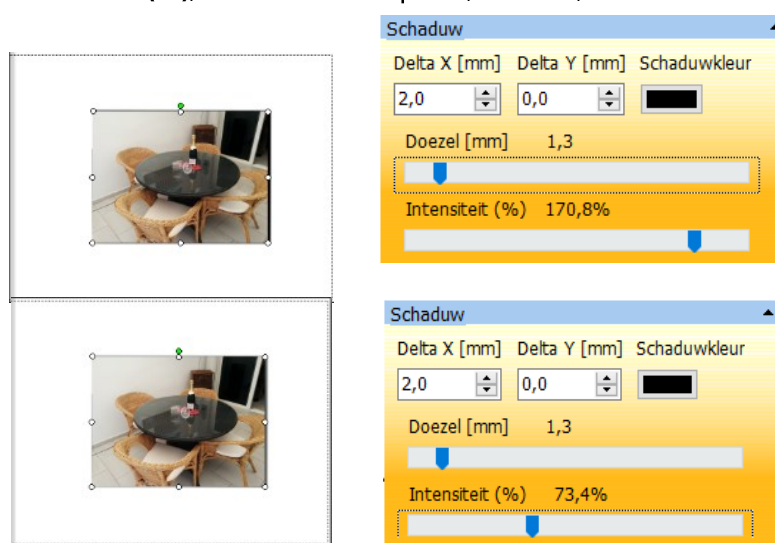 Schaduw
Delta X [mm] Delta Y [mm] Schaduwkleur
2,0 0,0
Doezel [mm] 1,3
Intensiteit (%) 170,8%
Schaduw
Delta X [mm] Delta Y [mm] Schaduwkleur
2,0 0,0
Doezel [mm] 1,3
Intensiteit (%) 73,4%